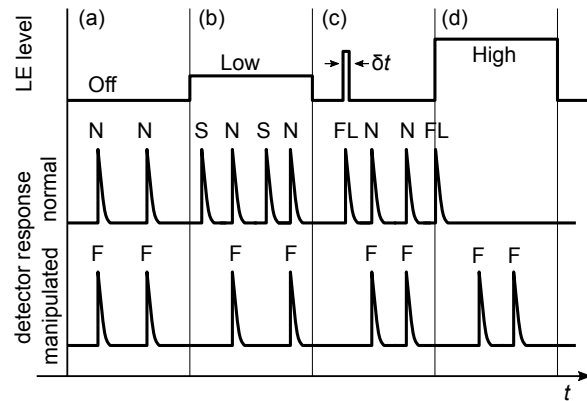 (a) (b) (c) (d)
LE level
Off
Low
δt
High
detector response
normal
N N S N S N FL N N FL
manipulated
F F F F F F F F
t